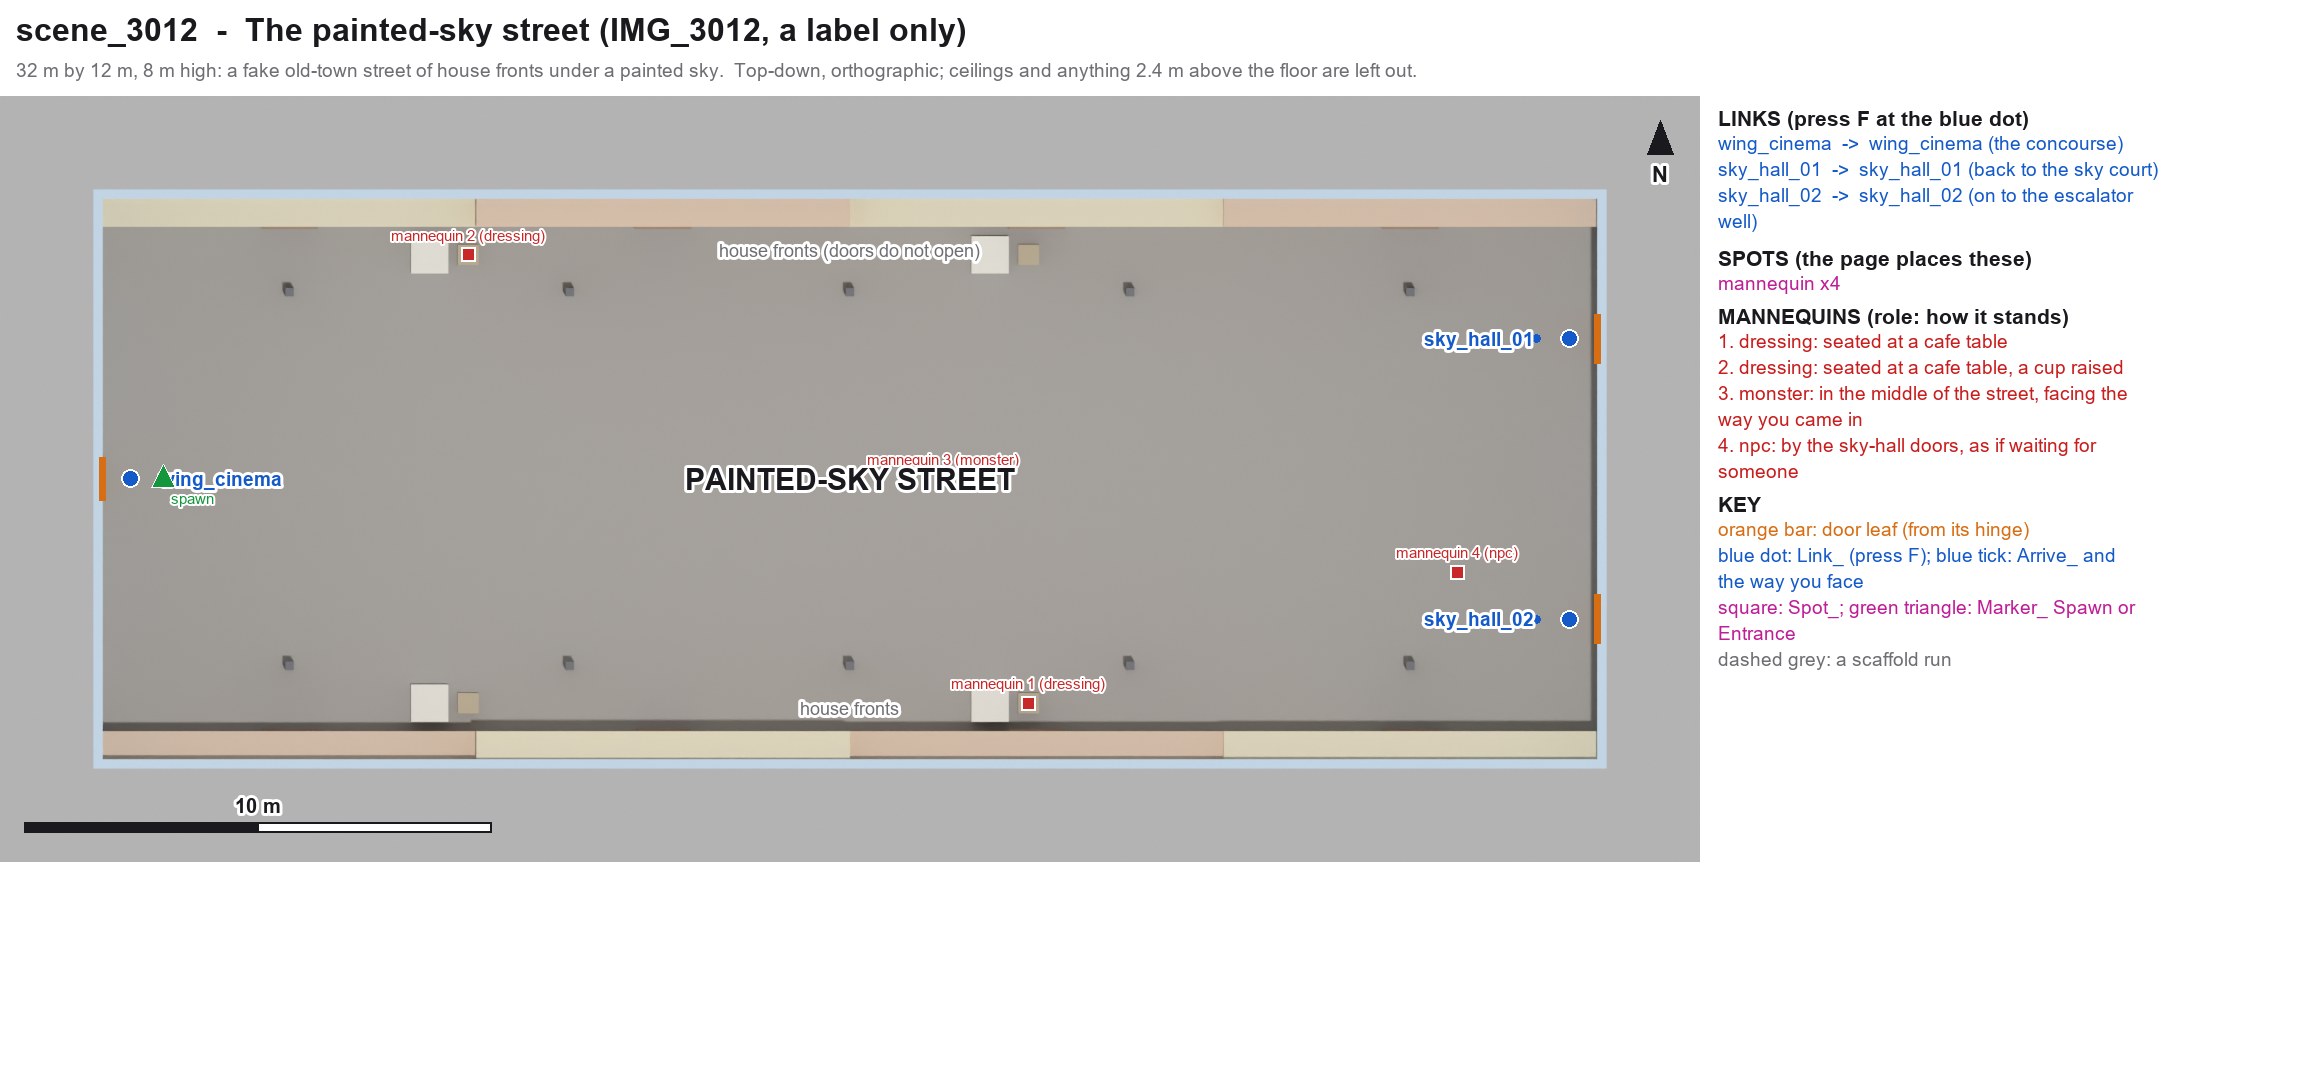 scene_3012 - The painted-sky street (IMG_3012, a label only)
32 m by 12 m, 8 m high: a fake old-town street of house fronts under a painted sky. Top-down, orthographic; ceilings and anything 2.4 m above the floor are left out.
N
mannequin 2 (dressing)
house fronts (doors do not open)
sky_hall_01
mannequin 3 (monster)
PAINTED-SKY STREET
wing_cinema
spawn
mannequin 4 (npc)
sky_hall_02
mannequin 1 (dressing)
house fronts
10 m
LINKS (press F at the blue dot)
wing_cinema -> wing_cinema (the concourse)
sky_hall_01 -> sky_hall_01 (back to the sky court)
sky_hall_02 -> sky_hall_02 (on to the escalator
well)
SPOTS (the page places these)
mannequin x4
MANNEQUINS (role: how it stands)
1. dressing: seated at a cafe table
2. dressing: seated at a cafe table, a cup raised
3. monster: in the middle of the street, facing the
way you came in
4. npc: by the sky-hall doors, as if waiting for
someone
KEY
orange bar: door leaf (from its hinge)
blue dot: Link_ (press F); blue tick: Arrive_ and
the way you face
square: Spot_; green triangle: Marker_ Spawn or
Entrance
dashed grey: a scaffold run